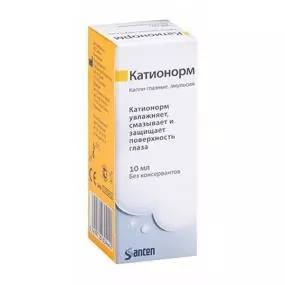 Катионорм
Капли глазные, эмульсия
Катионорм
увлажняет,
смазывает и
защищает
поверхность
глаза
10 мл
Без консервантов
Santen